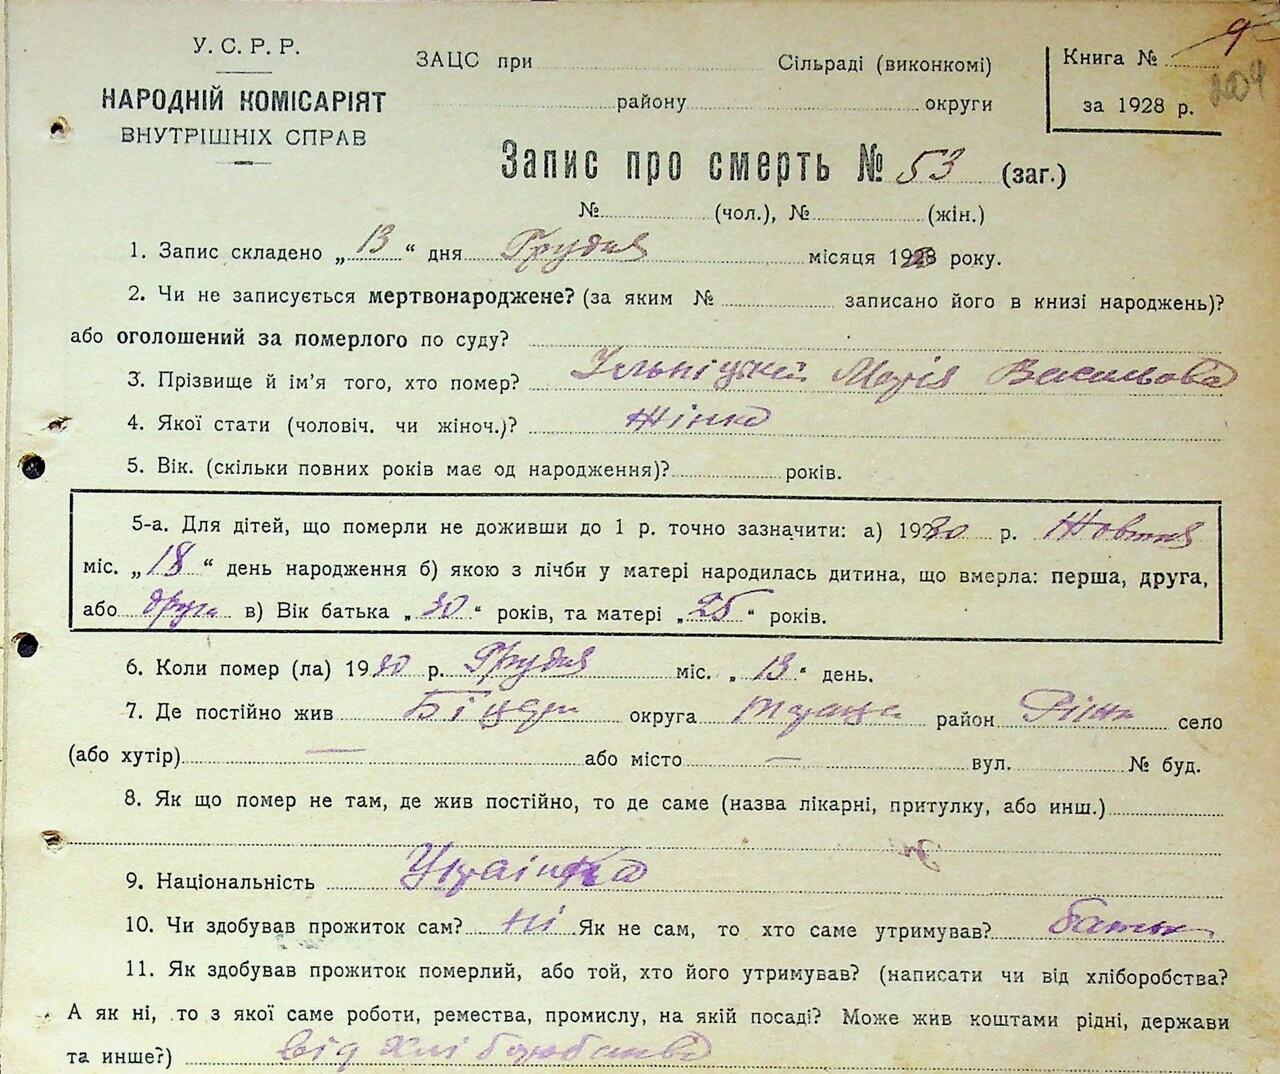 У. С. Р. Р.
НАРОДНІЙ КОМІСАРІЯТ
ВНУТРІШНІХ СПРАВ
ЗАЦС при Сільраді (виконкомі)
району округи
Книга № 9
204
за 1928 р.
Запис про смерть № 53 (заг.)
№ (чол.), № (жін.)
1. Запис складено „13“ дня Грудня місяця 1928 року.
2. Чи не записується мертвонароджене? (за яким № записано його в книзі народжень)?
або оголошений за померлого по суду?
3. Прізвище й ім’я того, хто помер? Марія Васильова
4. Якої стати (чоловіч. чи жіноч.)? Жінка
5. Вік. (скільки повних років має од народження)? років.
5-а. Для дітей, що померли не доживши до 1 р. точно зазначити: а) 1930 р. Жовтня
міс. „18“ день народження б) якою з лічби у матері народилась дитина, що вмерла: перша, друга,
або друга в) Вік батька „30“ років, та матері „25“ років.
6. Коли помер (ла) 1930 р. Грудня міс. „13“ день.
7. Де постійно жив округа район село
(або хутір) — або місто — вул. № буд.
8. Як що помер не там, де жив постійно, то де саме (назва лікарні, притулку, або инш.)
9. Національність Українка
10. Чи здобував прожиток сам? ні Як не сам, то хто саме утримував? батьк
11. Як здобував прожиток померлий, або той, хто його утримував? (написати чи від хліборобства?
А як ні, то з якої саме роботи, ремества, промислу, на якій посаді? Може жив коштами рідні, держави
та инше?) від хліборобства